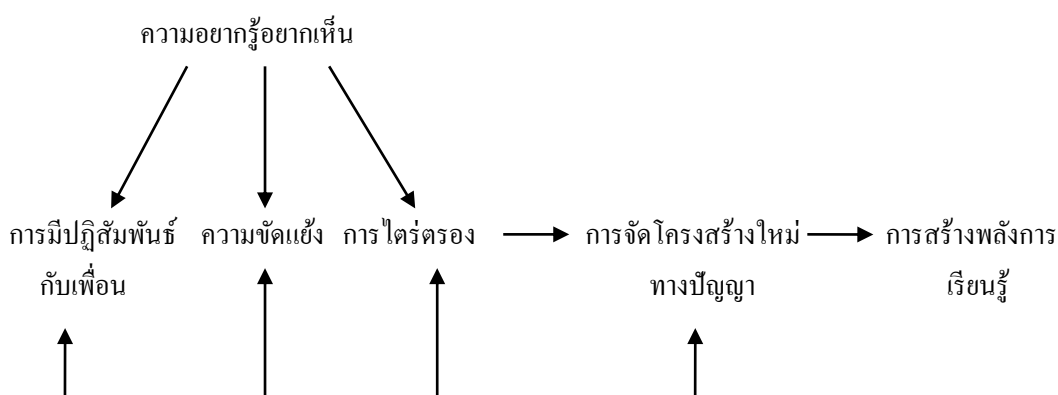 ความอยากรู้อยากเห็น
การมีปฏิสัมพันธ์ ความขัดแย้ง การไตร่ตรอง การจัดโครงสร้างใหม่ การสร้างพลังการ
กับเพื่อน ทางปัญญา เรียนรู้